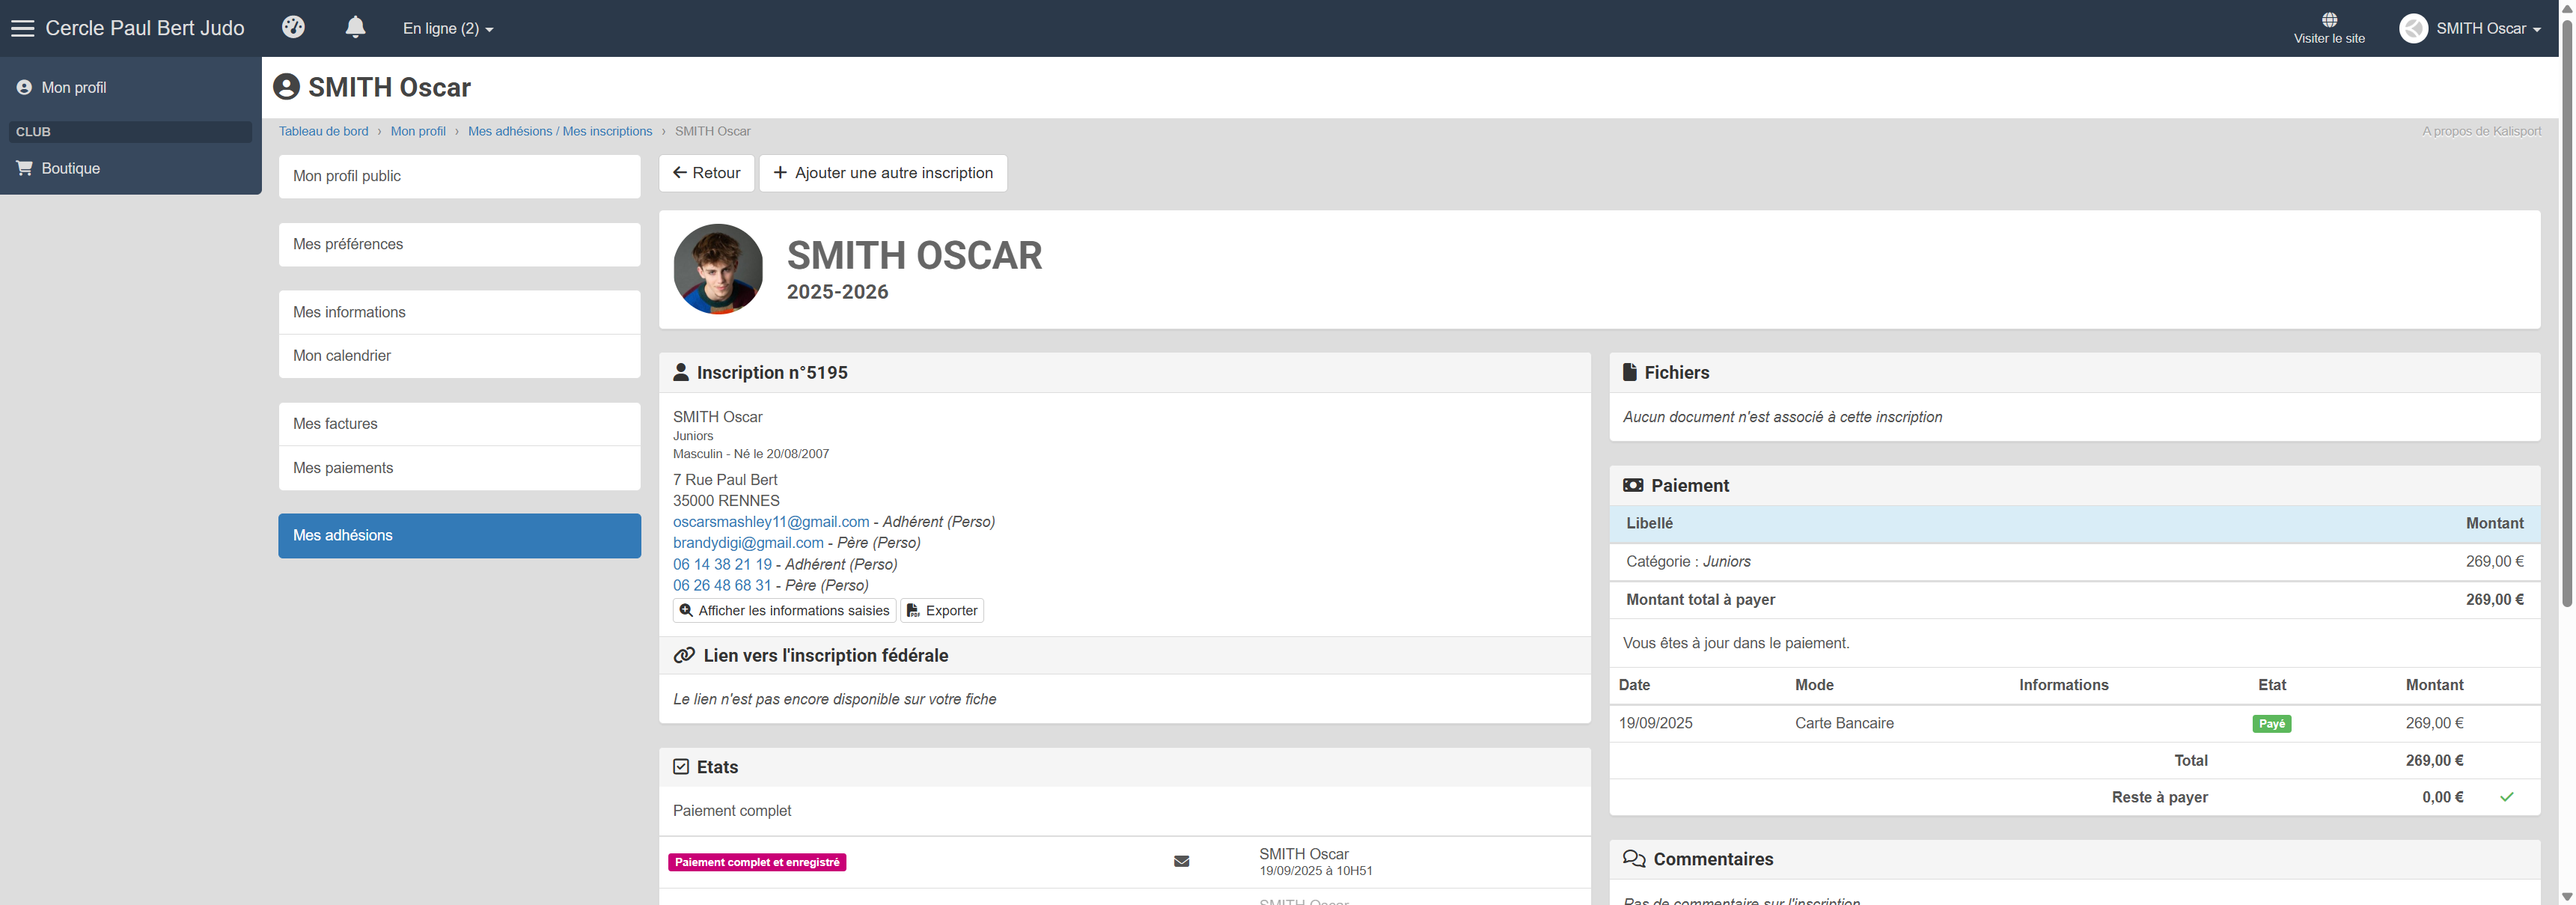 Cercle Paul Bert Judo
En ligne (2)
Visiter le site
SMITH Oscar
Mon profil
CLUB
Boutique
SMITH Oscar
Tableau de bord › Mon profil › Mes adhésions / Mes inscriptions › SMITH Oscar
A propos de Kalisport
Mon profil public
Mes préférences
Mes informations
Mon calendrier
Mes factures
Mes paiements
Mes adhésions
Retour
Ajouter une autre inscription
SMITH OSCAR
2025-2026
Inscription n°5195
SMITH Oscar
Juniors
Masculin - Né le 20/08/2007
7 Rue Paul Bert
35000 RENNES
oscarsmashley11@gmail.com - Adhérent (Perso)
brandydigi@gmail.com - Père (Perso)
06 14 38 21 19 - Adhérent (Perso)
06 26 48 68 31 - Père (Perso)
Afficher les informations saisies
Exporter
Lien vers l'inscription fédérale
Le lien n'est pas encore disponible sur votre fiche
Etats
Paiement complet
Paiement complet et enregistré
SMITH Oscar
19/09/2025 à 10H51
SMITH Oscar
Fichiers
Aucun document n'est associé à cette inscription
Paiement
Libellé Montant
Catégorie : Juniors 269,00 €
Montant total à payer 269,00 €
Vous êtes à jour dans le paiement.
Date Mode Informations Etat Montant
19/09/2025 Carte Bancaire Payé 269,00 €
Total 269,00 €
Reste à payer 0,00 €
Commentaires
Pas de commentaire sur l'inscription